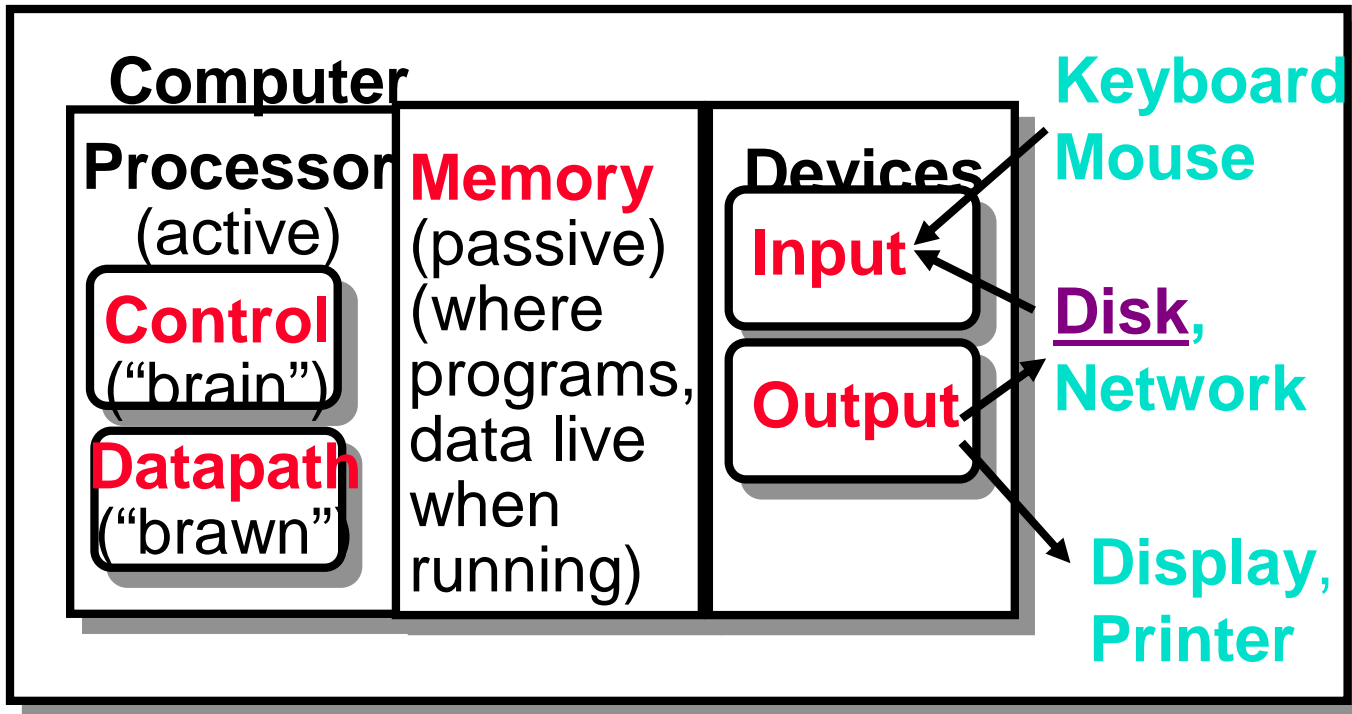 Computer
Processor
(active)
Control
(“brain”)
Datapath
(“brawn”)
Memory
(passive)
(where
programs,
data live
when
running)
Devices
Input
Output
Keyboard
Mouse
Disk,
Network
Display,
Printer